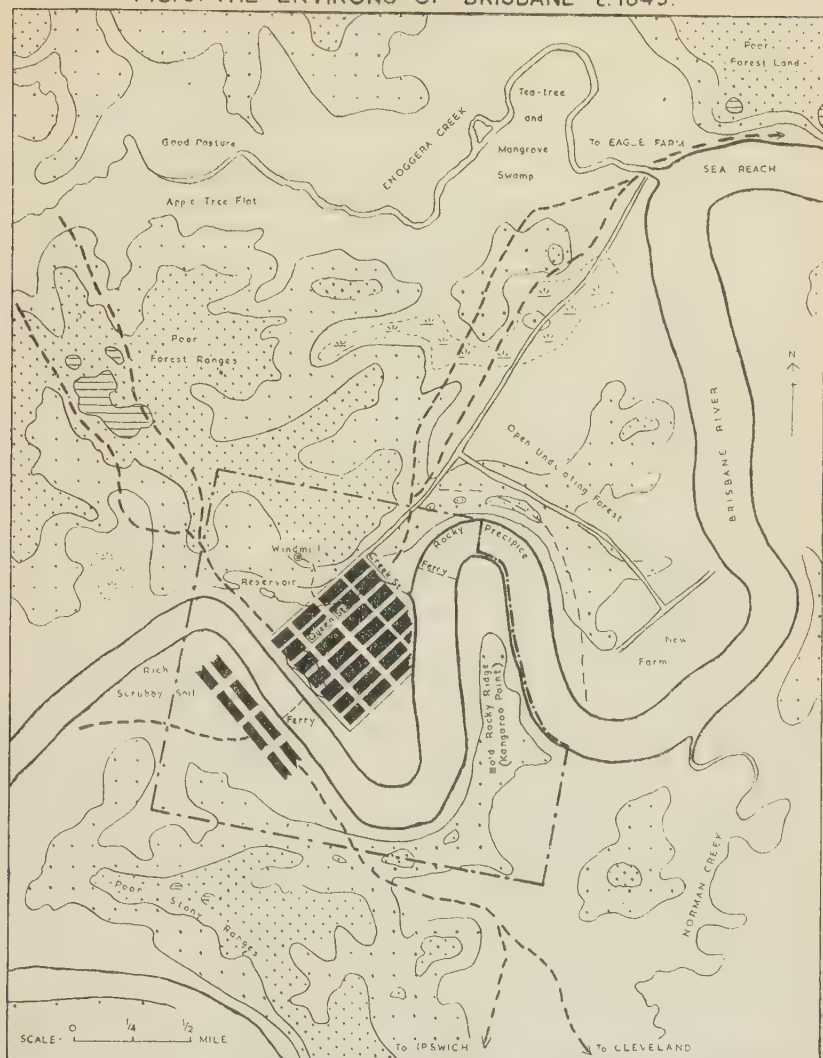 THE ENVIRONS OF BRISBANE c.1843.
Poor
Forest Land
Tea-tree
and
Mangrove
Swamp
ENOGGERA CREEK
To EAGLE FARM
SEA REACH
Good Pasture
Apple Tree Flat
Poor
Forest Ranges
N
BRISBANE RIVER
Open Undulating Forest
Windmill
Reservoir
Creek St.
Queen St.
Rocky Precipice
Ferry
New
Farm
Rich
Scrubby Soil
Ferry
Rocky Ridge
(Kangaroo Point)
NORMAN CREEK
Poor
Stony Ranges
SCALE- 0 1/4 1/2 MILE
To IPSWICH
To CLEVELAND